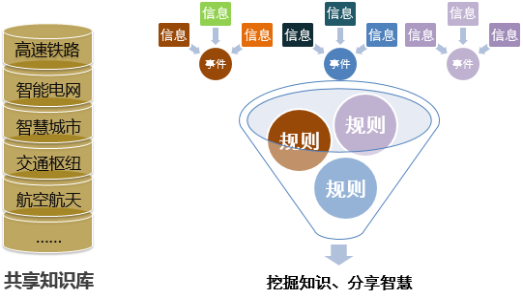 高速铁路
智能电网
智慧城市
交通枢纽
航空航天
......
共享知识库
信息 信息 信息
信息 信息 信息 信息 信息 信息
事件 事件 事件
规则 规则
规则
挖掘知识、分享智慧